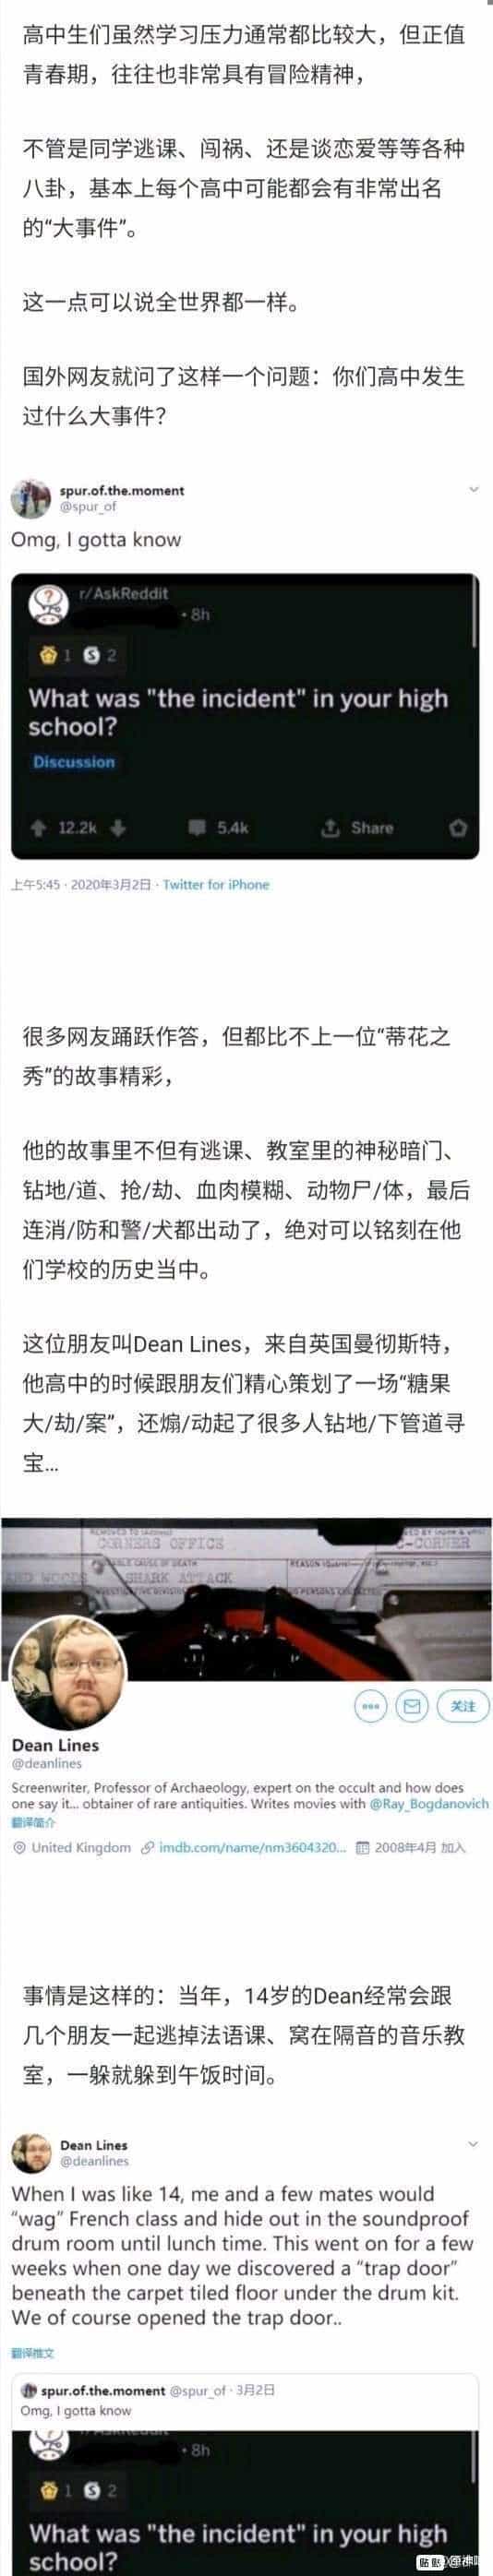 高中生们虽然学习压力通常都比较大，但正值
青春期，往往也非常具有冒险精神，
不管是同学逃课、闯祸、还是谈恋爱等等各种
八卦，基本上每个高中可能都会有非常出名
的“大事件”。
这一点可以说全世界都一样。
国外网友就问了这样一个问题：你们高中发生
过什么大事件？
spur.of.the.moment
@spur_of
Omg, I gotta know
r/AskReddit
• 8h
1 S 2
What was "the incident" in your high
school?
Discussion
12.2k 5.4k Share
上午5:45 · 2020年3月2日 · Twitter for iPhone
很多网友踊跃作答，但都比不上一位“蒂花之
秀”的故事精彩，
他的故事里不但有逃课、教室里的神秘暗门、
钻地/道、抢/劫、血肉模糊、动物尸/体，最后
连消/防和警/犬都出动了，绝对可以铭刻在他
们学校的历史当中。
这位朋友叫Dean Lines，来自英国曼彻斯特，
他高中的时候跟朋友们精心策划了一场“糖果
大/劫/案”，还煽/动起了很多人钻地/下管道寻
宝...
CORNERS OFFICE
C-CORNER
SHARK ATTACK
关注
Dean Lines
@deanlines
Screenwriter, Professor of Archaeology, expert on the occult and how does
one say it... obtainer of rare antiquities. Writes movies with @Ray_Bogdanovich
翻译简介
United Kingdom imdb.com/name/nm3604320... 2008年4月 加入
事情是这样的：当年，14岁的Dean经常会跟
几个朋友一起逃掉法语课、窝在隔音的音乐教
室，一躲就躲到午饭时间。
Dean Lines
@deanlines
When I was like 14, me and a few mates would
“wag” French class and hide out in the soundproof
drum room until lunch time. This went on for a few
weeks when one day we discovered a “trap door”
beneath the carpet tiled floor under the drum kit.
We of course opened the trap door..
翻译推文
spur.of.the.moment @spur_of · 3月2日
Omg, I gotta know
• 8h
1 S 2
What was "the incident" in your high
school?